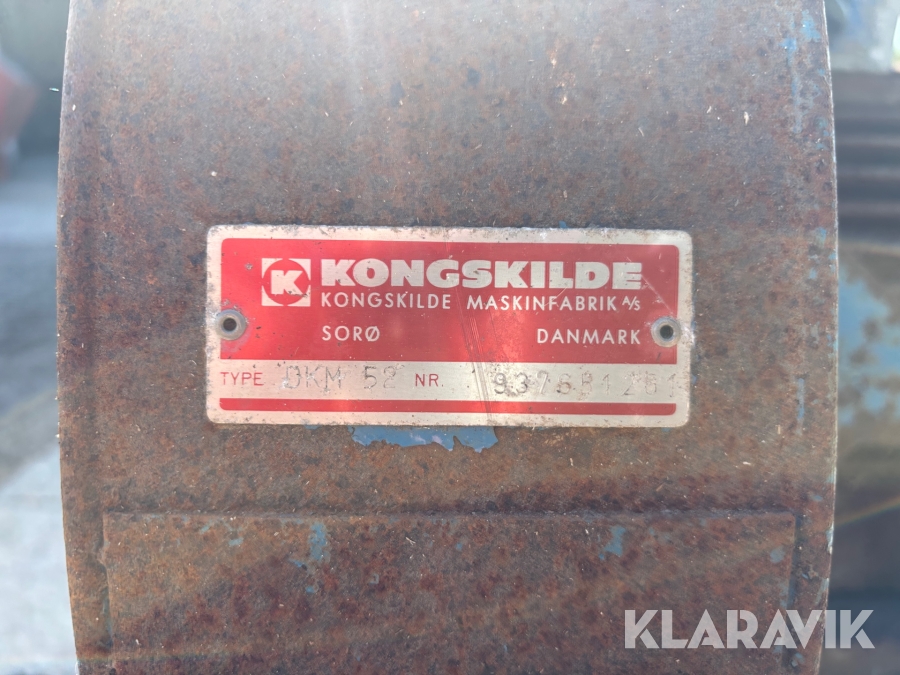 K KONGSKILDE
KONGSKILDE MASKINFABRIK A/S
SORØ DANMARK
TYPE DKM 52 NR.
KLARAVIK